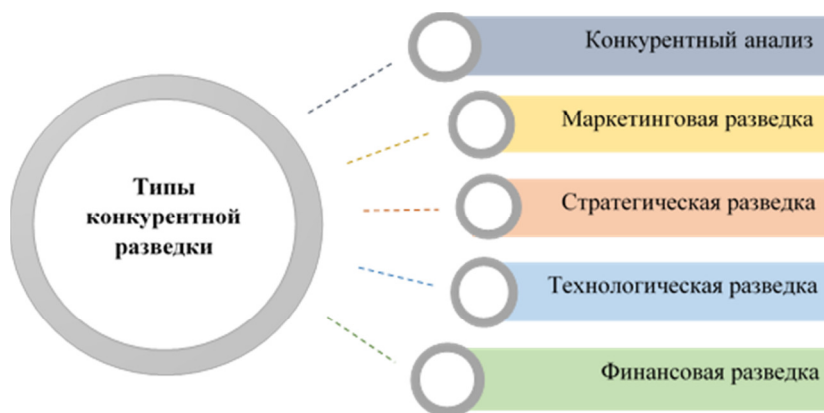 Типы
конкурентной
разведки
Конкурентный анализ
Маркетинговая разведка
Стратегическая разведка
Технологическая разведка
Финансовая разведка